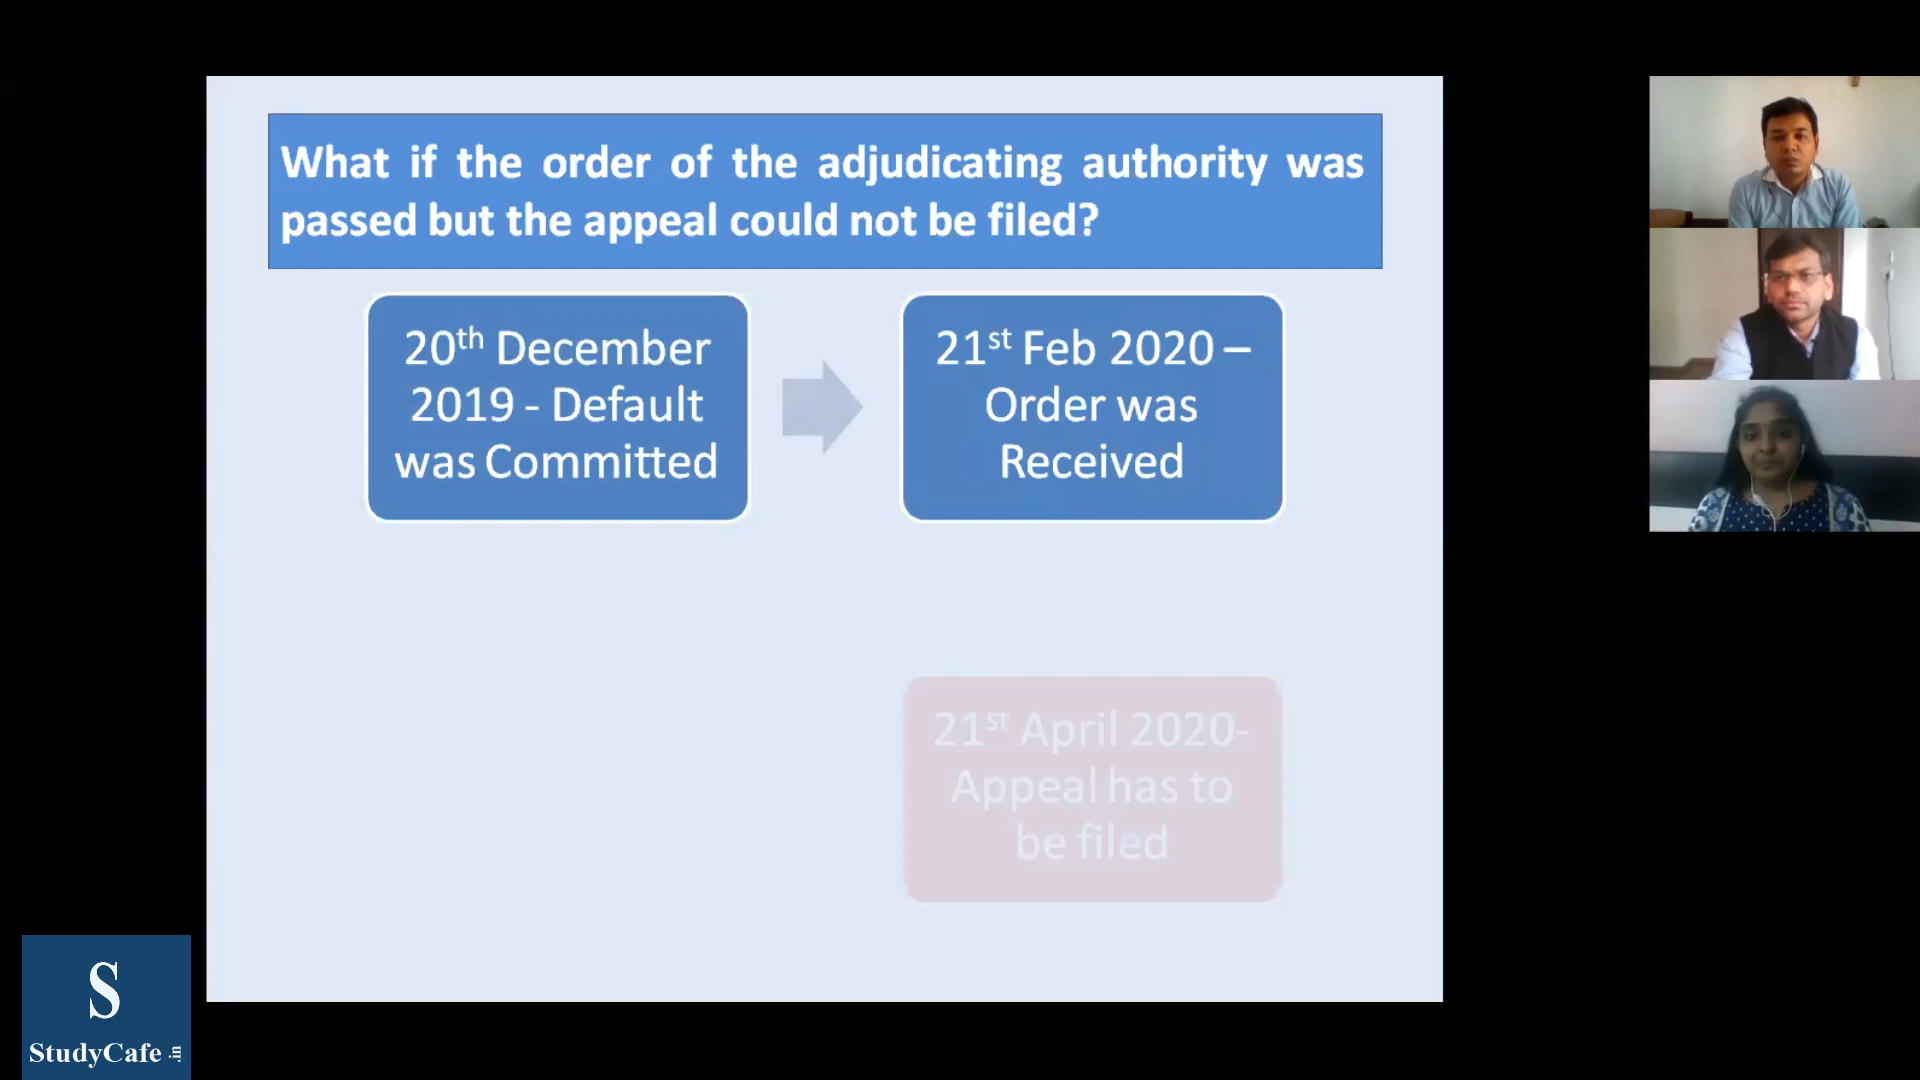 What if the order of the adjudicating authority was
passed but the appeal could not be filed?
20th December
2019 - Default
was Committed
21st Feb 2020 –
Order was
Received
21st April 2020-
Appeal has to
be filed
S
StudyCafe.in